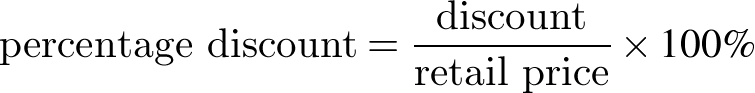 percentage discount = discount / retail price × 100%